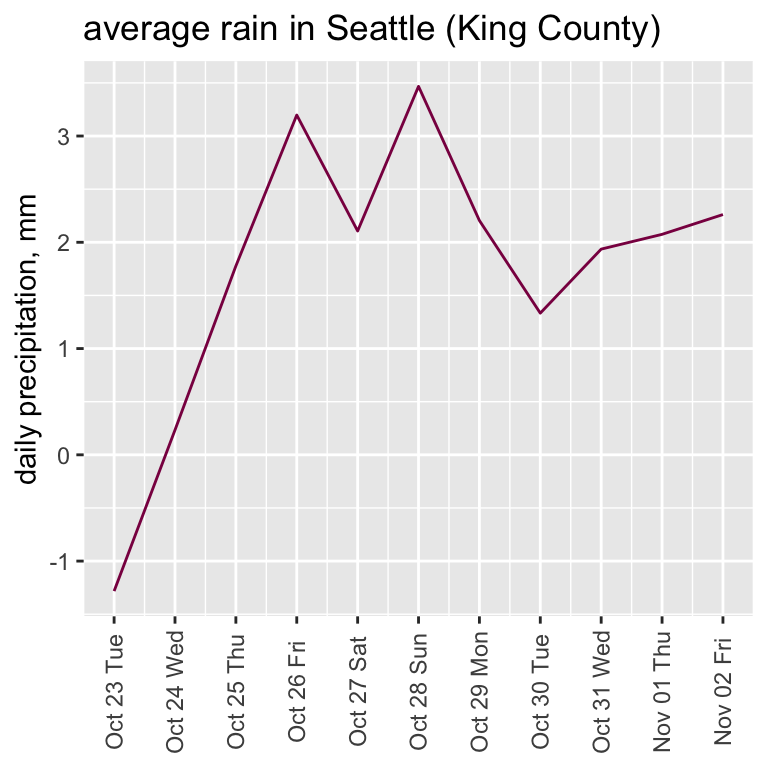 average rain in Seattle (King County)
daily precipitation, mm
3
2
1
0
-1
Oct 23 Tue
Oct 24 Wed
Oct 25 Thu
Oct 26 Fri
Oct 27 Sat
Oct 28 Sun
Oct 29 Mon
Oct 30 Tue
Oct 31 Wed
Nov 01 Thu
Nov 02 Fri